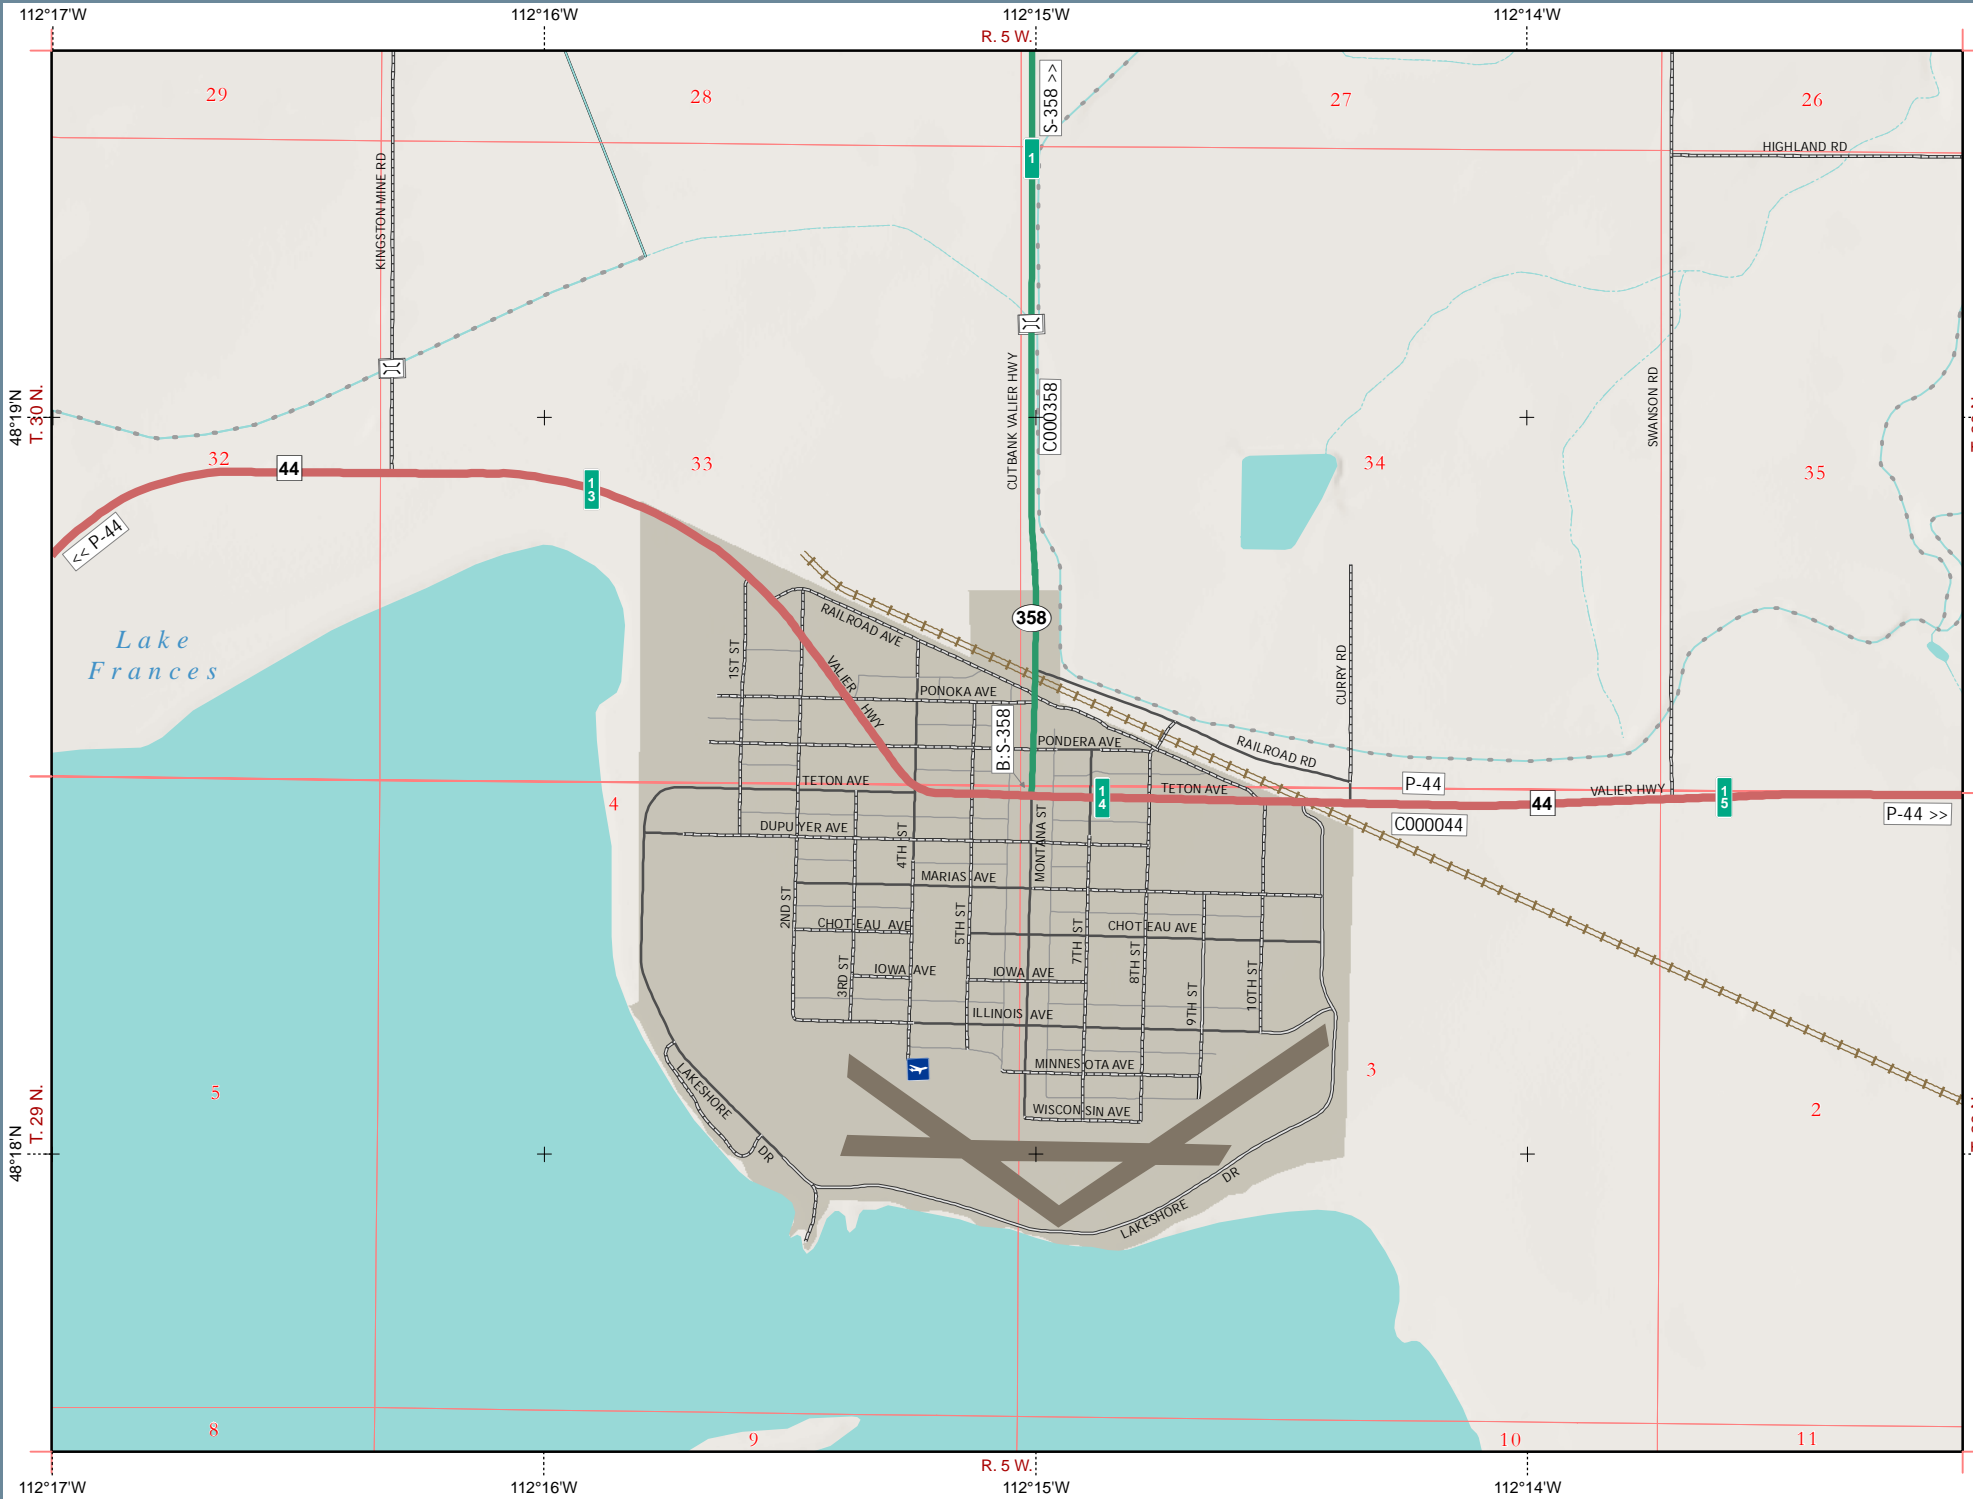 112°17'W
112°16'W
112°15'W
112°14'W
R. 5 W.
29
28
S-358 >>
27
26
1
HIGHLAND RD
KINGSTON MINE RD
48°19'N
T. 30 N.
CUTBANK VALIER HWY
C000358
SWANSON RD
32
44
33
34
35
1
3
<< P-44
358
Lake
Frances
RAILROAD AVE
1ST ST
VALIER HWY
PONOKA AVE
CURRY RD
B:S-358
PONDERA AVE
RAILROAD RD
TETON AVE
TETON AVE
P-44
VALIER HWY
1
4
1
5
44
4
C000044
P-44 >>
DUPUYER AVE
4TH ST
MONTANA ST
MARIAS AVE
2ND ST
CHOTEAU AVE
5TH ST
7TH ST
CHOTEAU AVE
8TH ST
3RD ST
IOWA AVE
IOWA AVE
9TH ST
10TH ST
ILLINOIS AVE
MINNESOTA AVE
3
5
LAKESHORE DR
WISCONSIN AVE
2
48°18'N
T. 29 N.
LAKESHORE DR
8
9
10
11
R. 5 W.
112°17'W
112°16'W
112°15'W
112°14'W